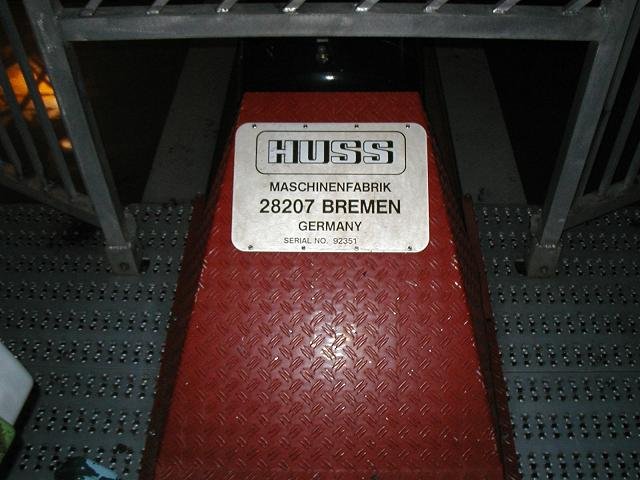 HUSS
MASCHINENFABRIK
28207 BREMEN
GERMANY
SERIAL NO. 92351